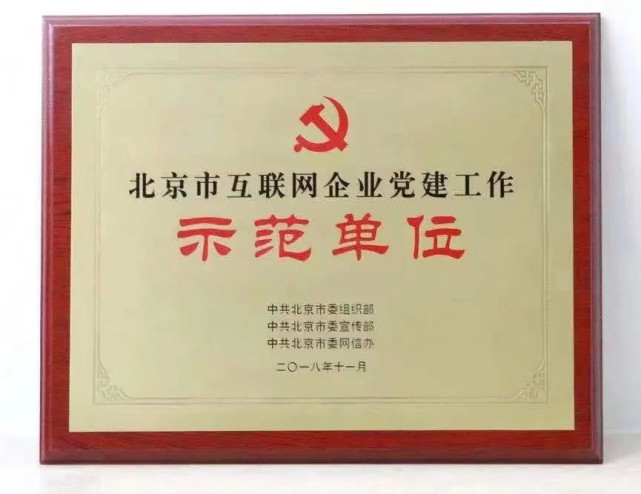 北京市互联网企业党建工作
示范单位
中共北京市委组织部
中共北京市委宣传部
中共北京市委网信办
二〇一八年十一月